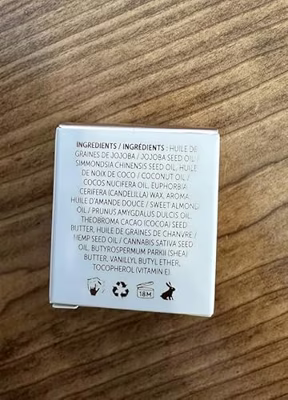 INGREDIENTS / INGRÉDIENTS : HUILE DE
GRAINES DE JOJOBA / JOJOBA SEED OIL /
SIMMONDSIA CHINENSIS SEED OIL, HUILE
DE NOIX DE COCO / COCONUT OIL /
COCOS NUCIFERA OIL, EUPHORBIA
CERIFERA (CANDELILLA) WAX, AROMA,
HUILE D'AMANDE DOUCE / SWEET ALMOND
OIL / PRUNUS AMYGDALUS DULCIS OIL,
THEOBROMA CACAO (COCOA) SEED
BUTTER, HUILE DE GRAINES DE CHANVRE /
HEMP SEED OIL / CANNABIS SATIVA SEED
OIL, BUTYROSPERMUM PARKII (SHEA)
BUTTER, VANILLYL BUTYL ETHER,
TOCOPHEROL (VITAMIN E).
18M